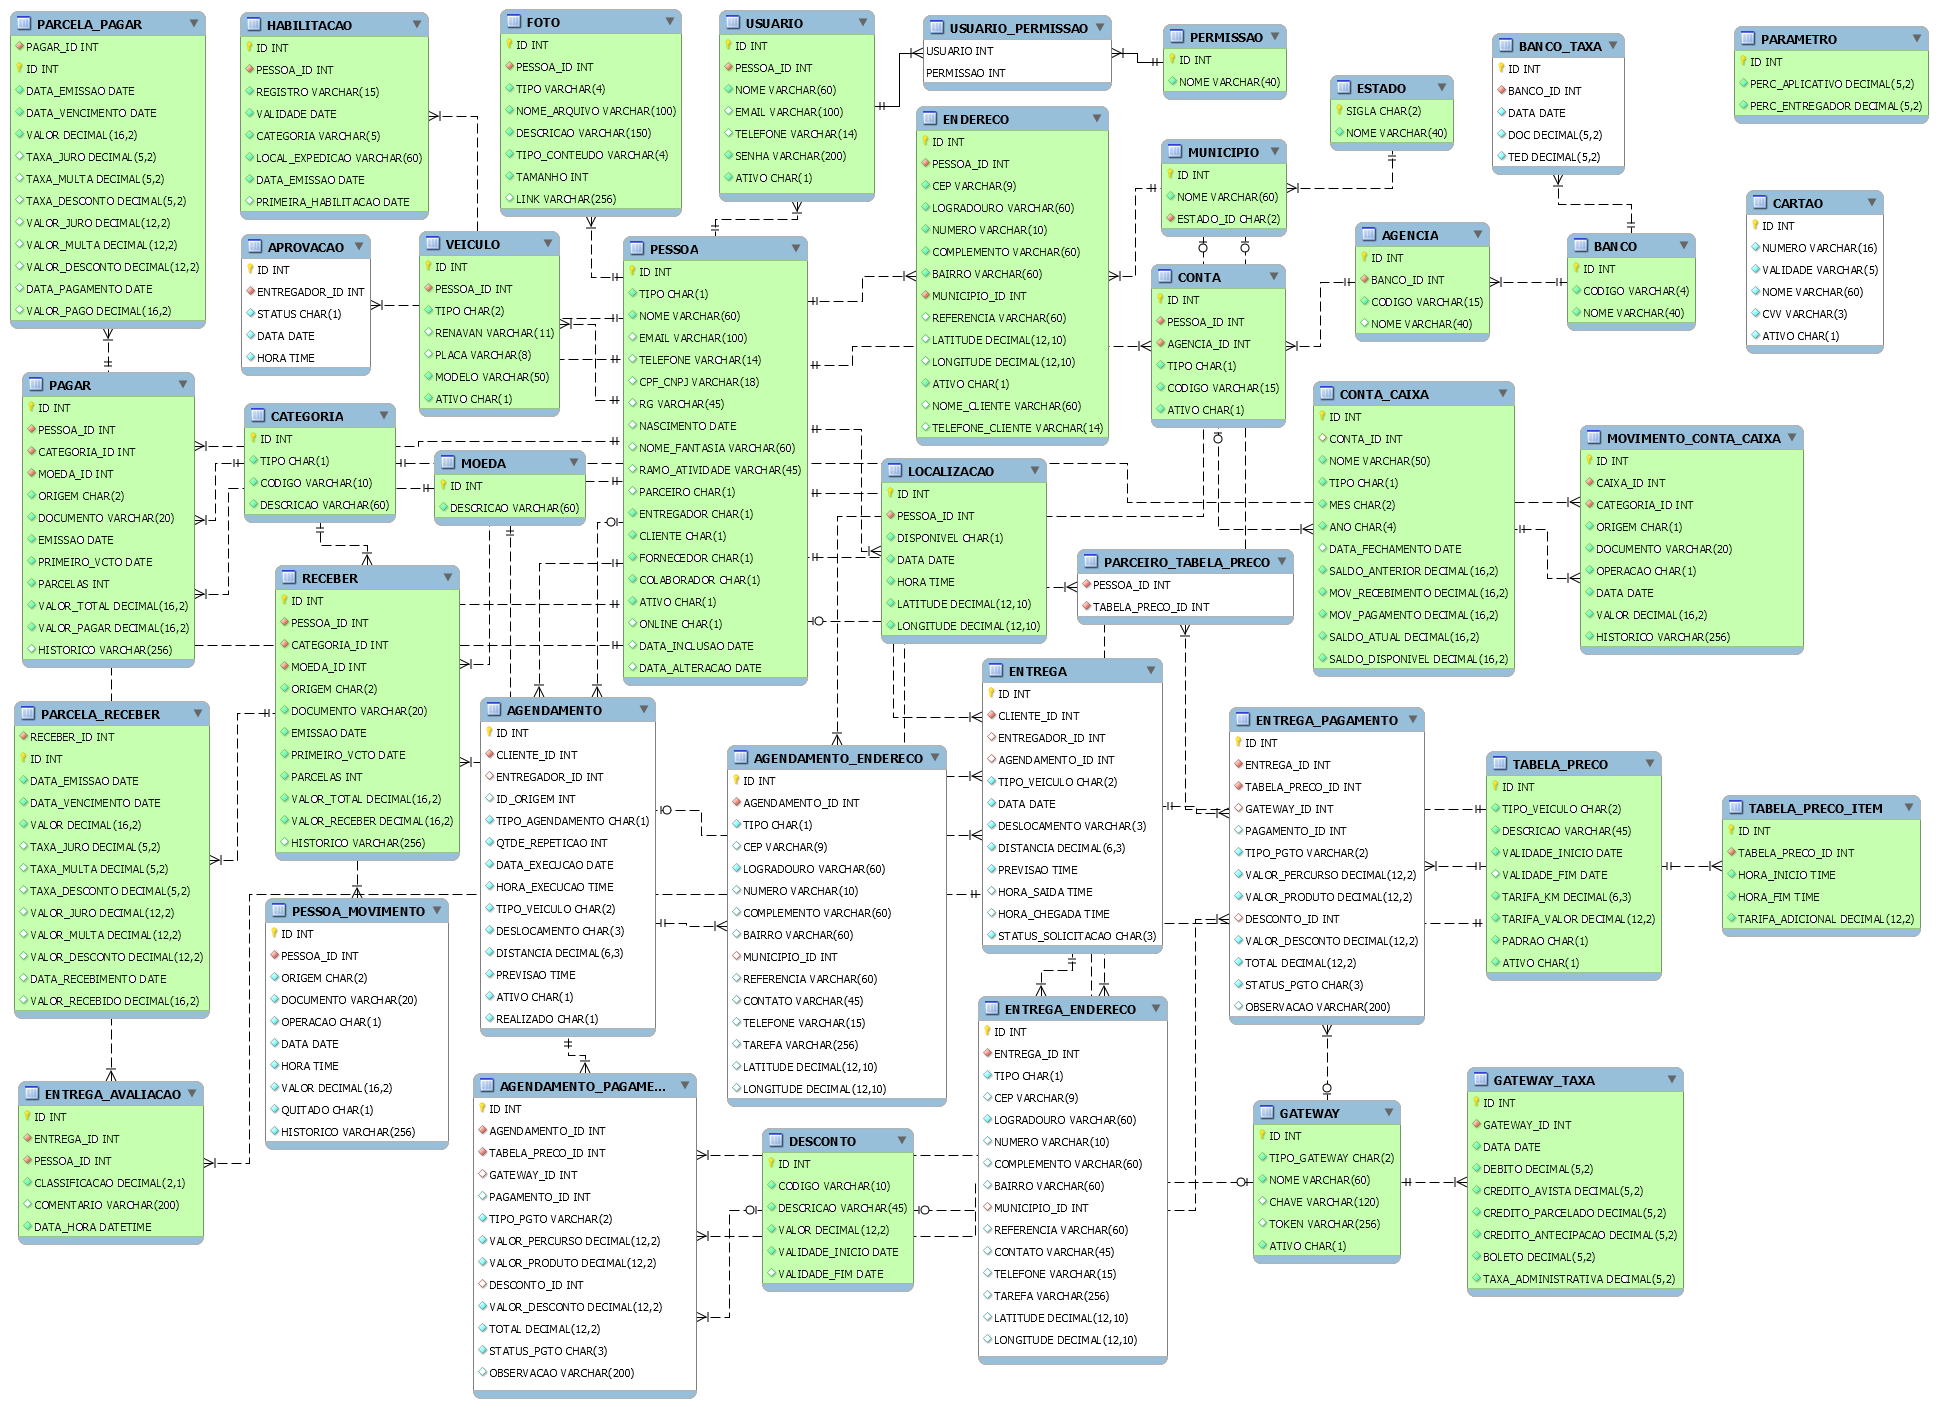 PARCELA_PAGAR
PAGAR_ID INT
ID INT
DATA_EMISSAO DATE
DATA_VENCIMENTO DATE
VALOR DECIMAL(16,2)
TAXA_JURO DECIMAL(5,2)
TAXA_MULTA DECIMAL(5,2)
TAXA_DESCONTO DECIMAL(5,2)
VALOR_JURO DECIMAL(12,2)
VALOR_MULTA DECIMAL(12,2)
VALOR_DESCONTO DECIMAL(12,2)
DATA_PAGAMENTO DATE
VALOR_PAGO DECIMAL(16,2)
HABILITACAO
ID INT
PESSOA_ID INT
REGISTRO VARCHAR(15)
VALIDADE DATE
CATEGORIA VARCHAR(5)
LOCAL_EXPEDICAO VARCHAR(60)
DATA_EMISSAO DATE
PRIMEIRA_HABILITACAO DATE
FOTO
ID INT
PESSOA_ID INT
TIPO VARCHAR(4)
NOME_ARQUIVO VARCHAR(100)
DESCRICAO VARCHAR(150)
TIPO_CONTEUDO VARCHAR(4)
TAMANHO INT
LINK VARCHAR(256)
USUARIO
ID INT
PESSOA_ID INT
NOME VARCHAR(60)
EMAIL VARCHAR(100)
TELEFONE VARCHAR(14)
SENHA VARCHAR(200)
ATIVO CHAR(1)
USUARIO_PERMISSAO
USUARIO INT
PERMISSAO INT
PERMISSAO
ID INT
NOME VARCHAR(40)
ESTADO
SIGLA CHAR(2)
NOME VARCHAR(40)
BANCO_TAXA
ID INT
BANCO_ID INT
DATA DATE
DOC DECIMAL(5,2)
TED DECIMAL(5,2)
PARAMETRO
ID INT
PERC_APLICATIVO DECIMAL(5,2)
PERC_ENTREGADOR DECIMAL(5,2)
ENDERECO
ID INT
PESSOA_ID INT
CEP VARCHAR(9)
LOGRADOURO VARCHAR(60)
NUMERO VARCHAR(10)
COMPLEMENTO VARCHAR(60)
BAIRRO VARCHAR(60)
MUNICIPIO_ID INT
REFERENCIA VARCHAR(60)
LATITUDE DECIMAL(12,10)
LONGITUDE DECIMAL(12,10)
ATIVO CHAR(1)
NOME_CLIENTE VARCHAR(60)
TELEFONE_CLIENTE VARCHAR(14)
MUNICIPIO
ID INT
NOME VARCHAR(60)
ESTADO_ID CHAR(2)
CARTAO
ID INT
NUMERO VARCHAR(16)
VALIDADE VARCHAR(5)
NOME VARCHAR(60)
CVV VARCHAR(3)
ATIVO CHAR(1)
APROVACAO
ID INT
ENTREGADOR_ID INT
STATUS CHAR(1)
DATA DATE
HORA TIME
VEICULO
ID INT
PESSOA_ID INT
TIPO CHAR(2)
RENAVAN VARCHAR(11)
PLACA VARCHAR(8)
MODELO VARCHAR(50)
ATIVO CHAR(1)
PESSOA
ID INT
TIPO CHAR(1)
NOME VARCHAR(60)
EMAIL VARCHAR(100)
TELEFONE VARCHAR(14)
CPF_CNPJ VARCHAR(18)
RG VARCHAR(45)
NASCIMENTO DATE
NOME_FANTASIA VARCHAR(60)
RAMO_ATIVIDADE VARCHAR(45)
PARCEIRO CHAR(1)
ENTREGADOR CHAR(1)
CLIENTE CHAR(1)
FORNECEDOR CHAR(1)
COLABORADOR CHAR(1)
ATIVO CHAR(1)
ONLINE CHAR(1)
DATA_INCLUSAO DATE
DATA_ALTERACAO DATE
CONTA
ID INT
PESSOA_ID INT
AGENCIA_ID INT
TIPO CHAR(1)
CODIGO VARCHAR(15)
ATIVO CHAR(1)
AGENCIA
ID INT
BANCO_ID INT
CODIGO VARCHAR(15)
NOME VARCHAR(40)
BANCO
ID INT
CODIGO VARCHAR(4)
NOME VARCHAR(40)
PAGAR
ID INT
PESSOA_ID INT
CATEGORIA_ID INT
MOEDA_ID INT
ORIGEM CHAR(2)
DOCUMENTO VARCHAR(20)
EMISSAO DATE
PRIMEIRO_VCTO DATE
PARCELAS INT
VALOR_TOTAL DECIMAL(16,2)
VALOR_PAGAR DECIMAL(16,2)
HISTORICO VARCHAR(256)
CATEGORIA
ID INT
TIPO CHAR(1)
CODIGO VARCHAR(10)
DESCRICAO VARCHAR(60)
MOEDA
ID INT
DESCRICAO VARCHAR(60)
LOCALIZACAO
ID INT
PESSOA_ID INT
DISPONIVEL CHAR(1)
DATA DATE
HORA TIME
LATITUDE DECIMAL(12,10)
LONGITUDE DECIMAL(12,10)
CONTA_CAIXA
ID INT
CONTA_ID INT
NOME VARCHAR(50)
TIPO CHAR(1)
MES CHAR(2)
ANO CHAR(4)
DATA_FECHAMENTO DATE
SALDO_ANTERIOR DECIMAL(16,2)
MOV_RECEBIMENTO DECIMAL(16,2)
MOV_PAGAMENTO DECIMAL(16,2)
SALDO_ATUAL DECIMAL(16,2)
SALDO_DISPONIVEL DECIMAL(16,2)
MOVIMENTO_CONTA_CAIXA
ID INT
CAIXA_ID INT
CATEGORIA_ID INT
ORIGEM CHAR(1)
DOCUMENTO VARCHAR(20)
OPERACAO CHAR(1)
DATA DATE
VALOR DECIMAL(16,2)
HISTORICO VARCHAR(256)
PARCEIRO_TABELA_PRECO
PESSOA_ID INT
TABELA_PRECO_ID INT
RECEBER
ID INT
PESSOA_ID INT
CATEGORIA_ID INT
MOEDA_ID INT
ORIGEM CHAR(2)
DOCUMENTO VARCHAR(20)
EMISSAO DATE
PRIMEIRO_VCTO DATE
PARCELAS INT
VALOR_TOTAL DECIMAL(16,2)
VALOR_RECEBER DECIMAL(16,2)
HISTORICO VARCHAR(256)
PARCELA_RECEBER
RECEBER_ID INT
ID INT
DATA_EMISSAO DATE
DATA_VENCIMENTO DATE
VALOR DECIMAL(16,2)
TAXA_JURO DECIMAL(5,2)
TAXA_MULTA DECIMAL(5,2)
TAXA_DESCONTO DECIMAL(5,2)
VALOR_JURO DECIMAL(12,2)
VALOR_MULTA DECIMAL(12,2)
VALOR_DESCONTO DECIMAL(12,2)
DATA_RECEBIMENTO DATE
VALOR_RECEBIDO DECIMAL(16,2)
AGENDAMENTO
ID INT
CLIENTE_ID INT
ENTREGADOR_ID INT
ID_ORIGEM INT
TIPO_AGENDAMENTO CHAR(1)
QTDE_REPETICAO INT
DATA_EXECUCAO DATE
HORA_EXECUCAO TIME
TIPO_VEICULO CHAR(2)
DESLOCAMENTO CHAR(3)
DISTANCIA DECIMAL(6,3)
PREVISAO TIME
ATIVO CHAR(1)
REALIZADO CHAR(1)
AGENDAMENTO_ENDERECO
ID INT
AGENDAMENTO_ID INT
TIPO CHAR(1)
CEP VARCHAR(9)
LOGRADOURO VARCHAR(60)
NUMERO VARCHAR(10)
COMPLEMENTO VARCHAR(60)
BAIRRO VARCHAR(60)
MUNICIPIO_ID INT
REFERENCIA VARCHAR(60)
CONTATO VARCHAR(45)
TELEFONE VARCHAR(15)
TAREFA VARCHAR(256)
LATITUDE DECIMAL(12,10)
LONGITUDE DECIMAL(12,10)
ENTREGA
ID INT
CLIENTE_ID INT
ENTREGADOR_ID INT
AGENDAMENTO_ID INT
TIPO_VEICULO CHAR(2)
DATA DATE
DESLOCAMENTO VARCHAR(3)
DISTANCIA DECIMAL(6,3)
PREVISAO TIME
HORA_SAIDA TIME
HORA_CHEGADA TIME
STATUS_SOLICITACAO CHAR(3)
ENTREGA_PAGAMENTO
ID INT
ENTREGA_ID INT
TABELA_PRECO_ID INT
GATEWAY_ID INT
PAGAMENTO_ID INT
TIPO_PGTO VARCHAR(2)
VALOR_PERCURSO DECIMAL(12,2)
VALOR_PRODUTO DECIMAL(12,2)
DESCONTO_ID INT
VALOR_DESCONTO DECIMAL(12,2)
TOTAL DECIMAL(12,2)
STATUS_PGTO CHAR(3)
OBSERVACAO VARCHAR(200)
TABELA_PRECO
ID INT
TIPO_VEICULO CHAR(2)
DESCRICAO VARCHAR(45)
VALIDADE_INICIO DATE
VALIDADE_FIM DATE
TARIFA_KM DECIMAL(6,3)
TARIFA_VALOR DECIMAL(12,2)
PADRAO CHAR(1)
ATIVO CHAR(1)
TABELA_PRECO_ITEM
ID INT
TABELA_PRECO_ID INT
HORA_INICIO TIME
HORA_FIM TIME
TARIFA_ADICIONAL DECIMAL(12,2)
PESSOA_MOVIMENTO
ID INT
PESSOA_ID INT
ORIGEM CHAR(2)
DOCUMENTO VARCHAR(20)
OPERACAO CHAR(1)
DATA DATE
HORA TIME
VALOR DECIMAL(16,2)
QUITADO CHAR(1)
HISTORICO VARCHAR(256)
ENTREGA_AVALIACAO
ID INT
ENTREGA_ID INT
PESSOA_ID INT
CLASSIFICACAO DECIMAL(2,1)
COMENTARIO VARCHAR(200)
DATA_HORA DATETIME
AGENDAMENTO_PAGAME...
ID INT
AGENDAMENTO_ID INT
TABELA_PRECO_ID INT
GATEWAY_ID INT
PAGAMENTO_ID INT
TIPO_PGTO VARCHAR(2)
VALOR_PERCURSO DECIMAL(12,2)
VALOR_PRODUTO DECIMAL(12,2)
DESCONTO_ID INT
VALOR_DESCONTO DECIMAL(12,2)
TOTAL DECIMAL(12,2)
STATUS_PGTO CHAR(3)
OBSERVACAO VARCHAR(200)
DESCONTO
ID INT
CODIGO VARCHAR(10)
DESCRICAO VARCHAR(45)
VALOR DECIMAL(12,2)
VALIDADE_INICIO DATE
VALIDADE_FIM DATE
ENTREGA_ENDERECO
ID INT
ENTREGA_ID INT
TIPO CHAR(1)
CEP VARCHAR(9)
LOGRADOURO VARCHAR(60)
NUMERO VARCHAR(10)
COMPLEMENTO VARCHAR(60)
BAIRRO VARCHAR(60)
MUNICIPIO_ID INT
REFERENCIA VARCHAR(60)
CONTATO VARCHAR(45)
TELEFONE VARCHAR(15)
TAREFA VARCHAR(256)
LATITUDE DECIMAL(12,10)
LONGITUDE DECIMAL(12,10)
GATEWAY
ID INT
TIPO_GATEWAY CHAR(2)
NOME VARCHAR(60)
CHAVE VARCHAR(120)
TOKEN VARCHAR(256)
ATIVO CHAR(1)
GATEWAY_TAXA
ID INT
GATEWAY_ID INT
DATA DATE
DEBITO DECIMAL(5,2)
CREDITO_AVISTA DECIMAL(5,2)
CREDITO_PARCELADO DECIMAL(5,2)
CREDITO_ANTECIPACAO DECIMAL(5,2)
BOLETO DECIMAL(5,2)
TAXA_ADMINISTRATIVA DECIMAL(5,2)